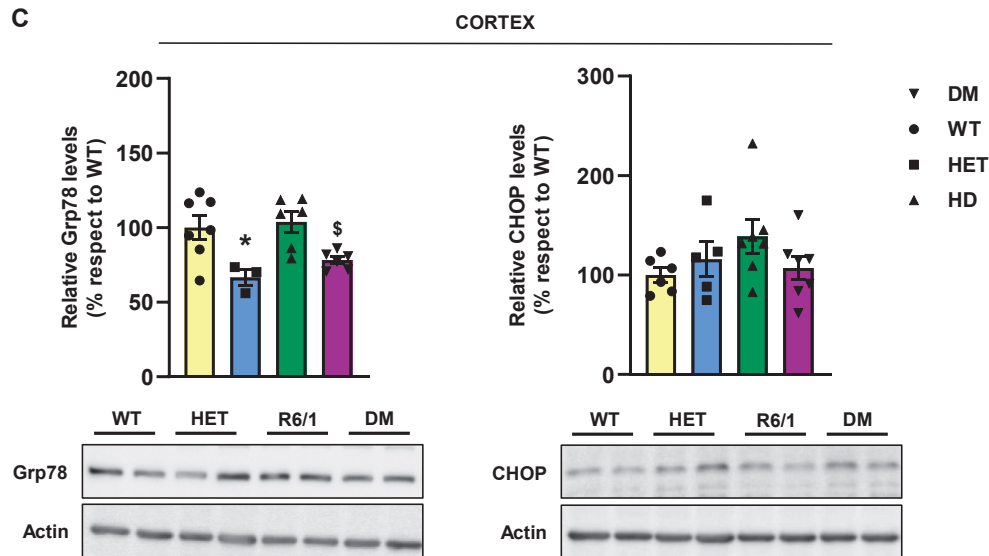 C
CORTEX
Relative Grp78 levels
(% respect to WT)
200
150
100
50
0
*
$
Relative CHOP levels
(% respect to WT)
300
200
100
0
DM
WT
HET
HD
WT HET R6/1 DM
Grp78
Actin
WT HET R6/1 DM
CHOP
Actin